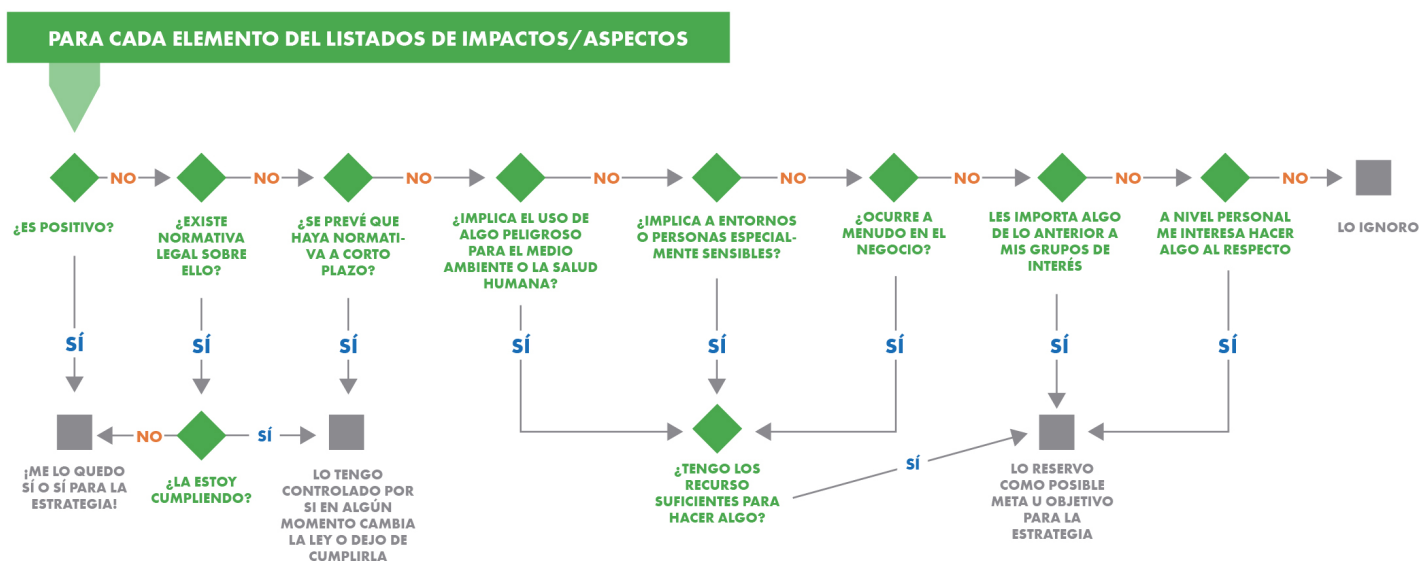 PARA CADA ELEMENTO DEL LISTADOS DE IMPACTOS/ASPECTOS
NO
NO
NO
NO
NO
NO
NO
NO
¿ES POSITIVO?
¿EXISTE
NORMATIVA
LEGAL SOBRE
ELLO?
¿SE PREVÉ QUE
HAYA NORMATI-
VA A CORTO
PLAZO?
¿IMPLICA EL USO DE
ALGO PELIGROSO
PARA EL MEDIO
AMBIENTE O LA SALUD
HUMANA?
¿IMPLICA A ENTORNOS
O PERSONAS ESPECIAL-
MENTE SENSIBLES?
¿OCURRE A
MENUDO EN EL
NEGOCIO?
LES IMPORTA ALGO
DE LO ANTERIOR A
MIS GRUPOS DE
INTERÉS
A NIVEL PERSONAL
ME INTERESA HACER
ALGO AL RESPECTO
LO IGNORO
SÍ
SÍ
SÍ
SÍ
SÍ
SÍ
SÍ
SÍ
NO
SÍ
¡ME LO QUEDO
SÍ O SÍ PARA LA
ESTRATEGIA!
¿LA ESTOY
CUMPLIENDO?
LO TENGO
CONTROLADO POR
SI EN ALGÚN
MOMENTO CAMBIA
LA LEY O DEJO DE
CUMPLIRLA
¿TENGO LOS
RECURSO
SUFICIENTES PARA
HACER ALGO?
SÍ
LO RESERVO
COMO POSIBLE
META U OBJETIVO
PARA LA
ESTRATEGIA